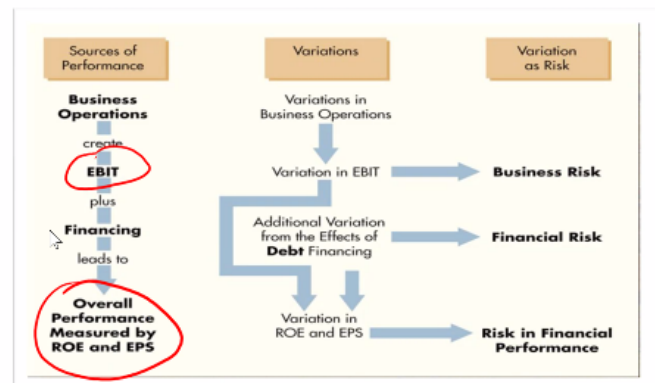 Sources of
Performance
Variations
Variation
as Risk
Business
Operations
create
EBIT
plus
Financing
leads to
Overall
Performance
Measured by
ROE and EPS
Variations in
Business Operations
Variation in EBIT
Business Risk
Additional Variation
from the Effects of
Debt Financing
Financial Risk
Variation in
ROE and EPS
Risk in Financial
Performance